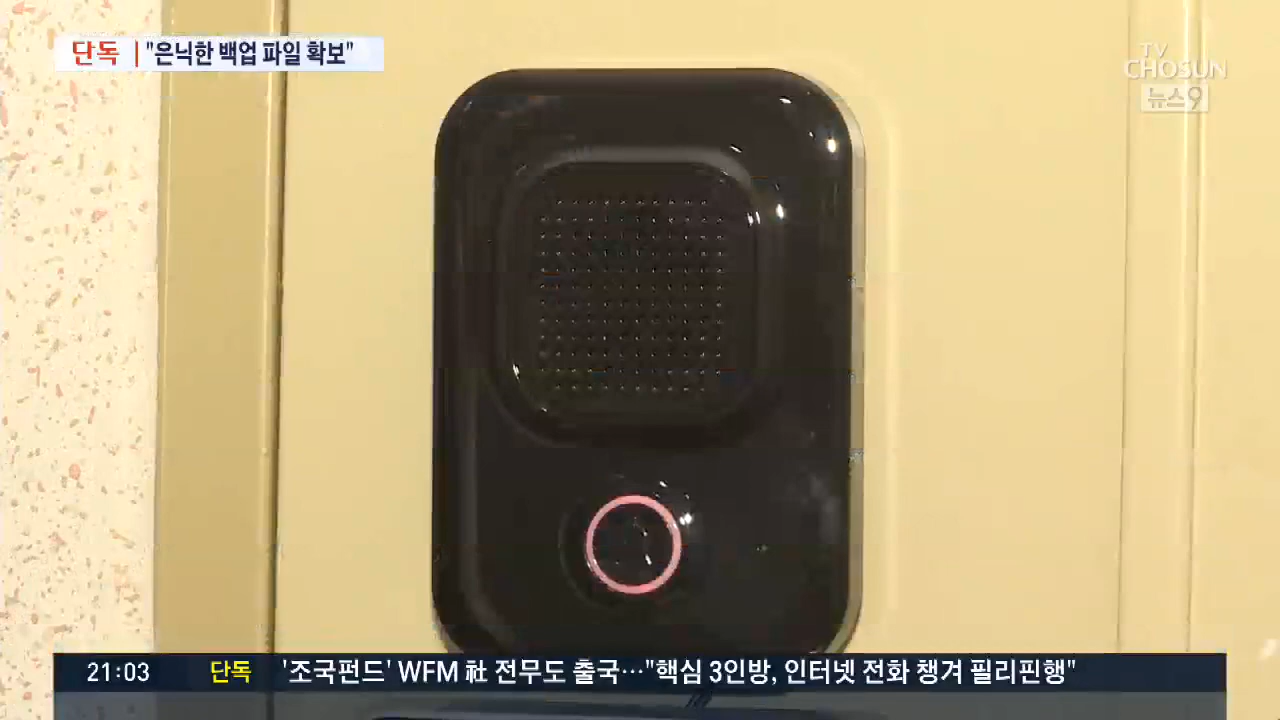 단독 "은닉한 백업 파일 확보"
TV
CHOSUN
뉴스9
21:03 단독 '조국펀드' WFM 社 전무도 출국…"핵심 3인방, 인터넷 전화 챙겨 필리핀행"